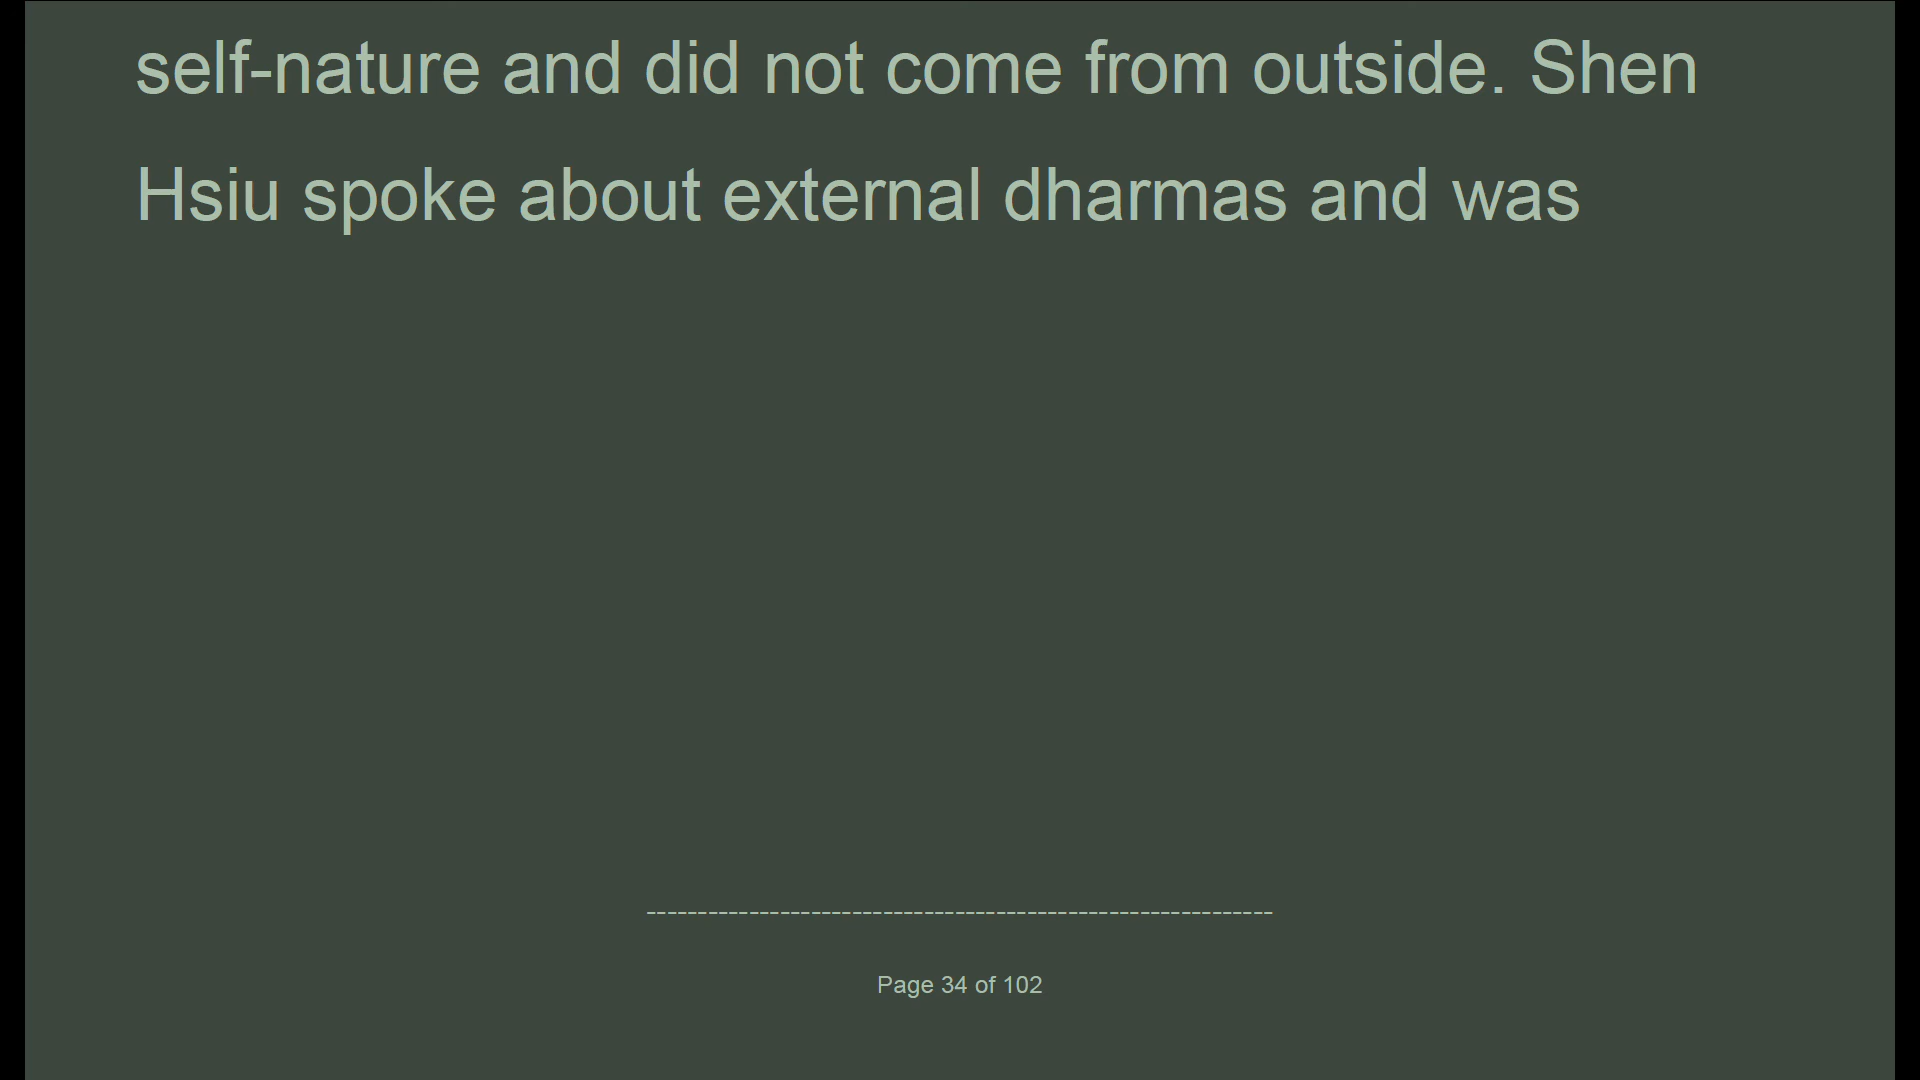 self-nature and did not come from outside. Shen
Hsiu spoke about external dharmas and was
-------------------------------------------------------------
Page 34 of 102